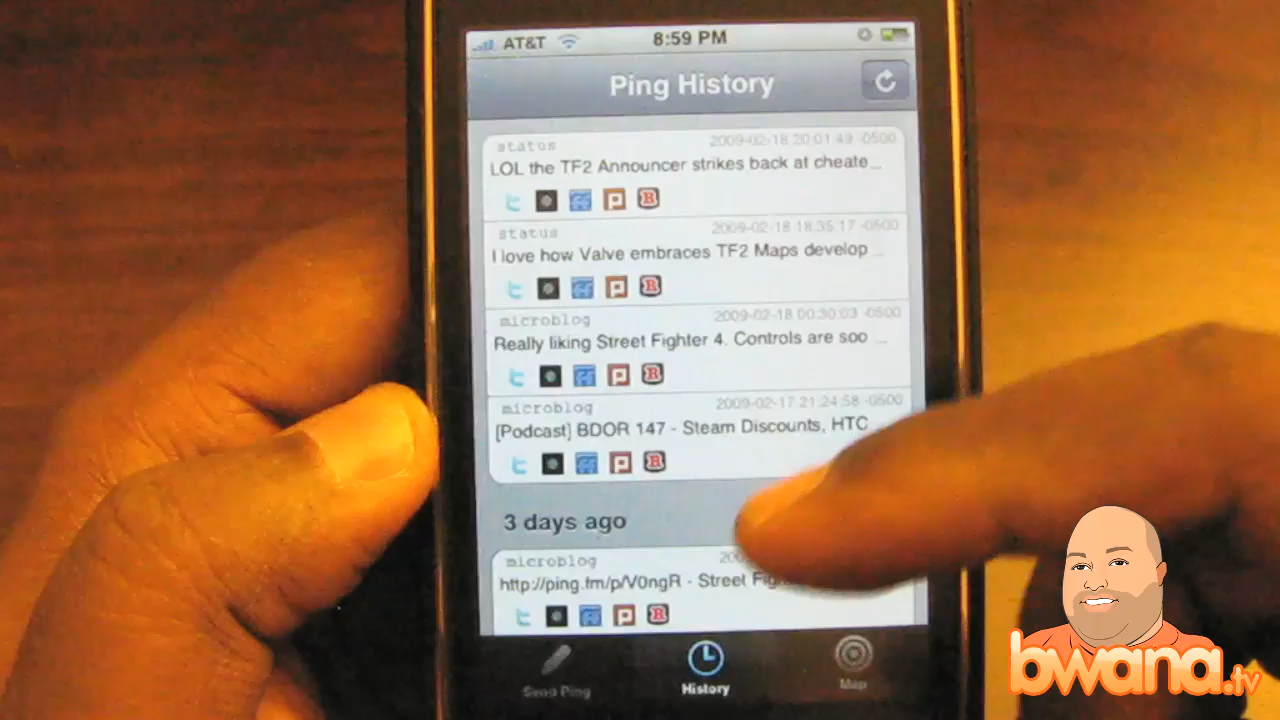 AT&T 8:59 PM
Ping History
status 2009-02-18 20:01:49 -0500
LOL the TF2 Announcer strikes back at cheate...
status 2009-02-18 18:35:17 -0500
I love how Valve embraces TF2 Maps develop ...
microblog 2009-02-18 00:30:03 -0500
Really liking Street Fighter 4. Controls are soo ...
microblog 2009-02-17 21:24:58 -0500
[Podcast] BDOR 147 - Steam Discounts, HTC
3 days ago
microblog
http://ping.fm/p/V0ngR - Street
Send Ping History Map
bwana.tv